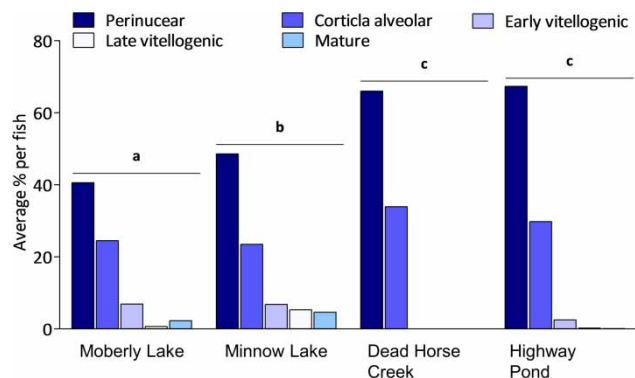 Perinucear Corticla alveolar Early vitellogenic
Late vitellogenic Mature
80
60
40
20
0
Average % per fish
a
b
c
c
Moberly Lake Minnow Lake Dead Horse Highway
Creek Pond